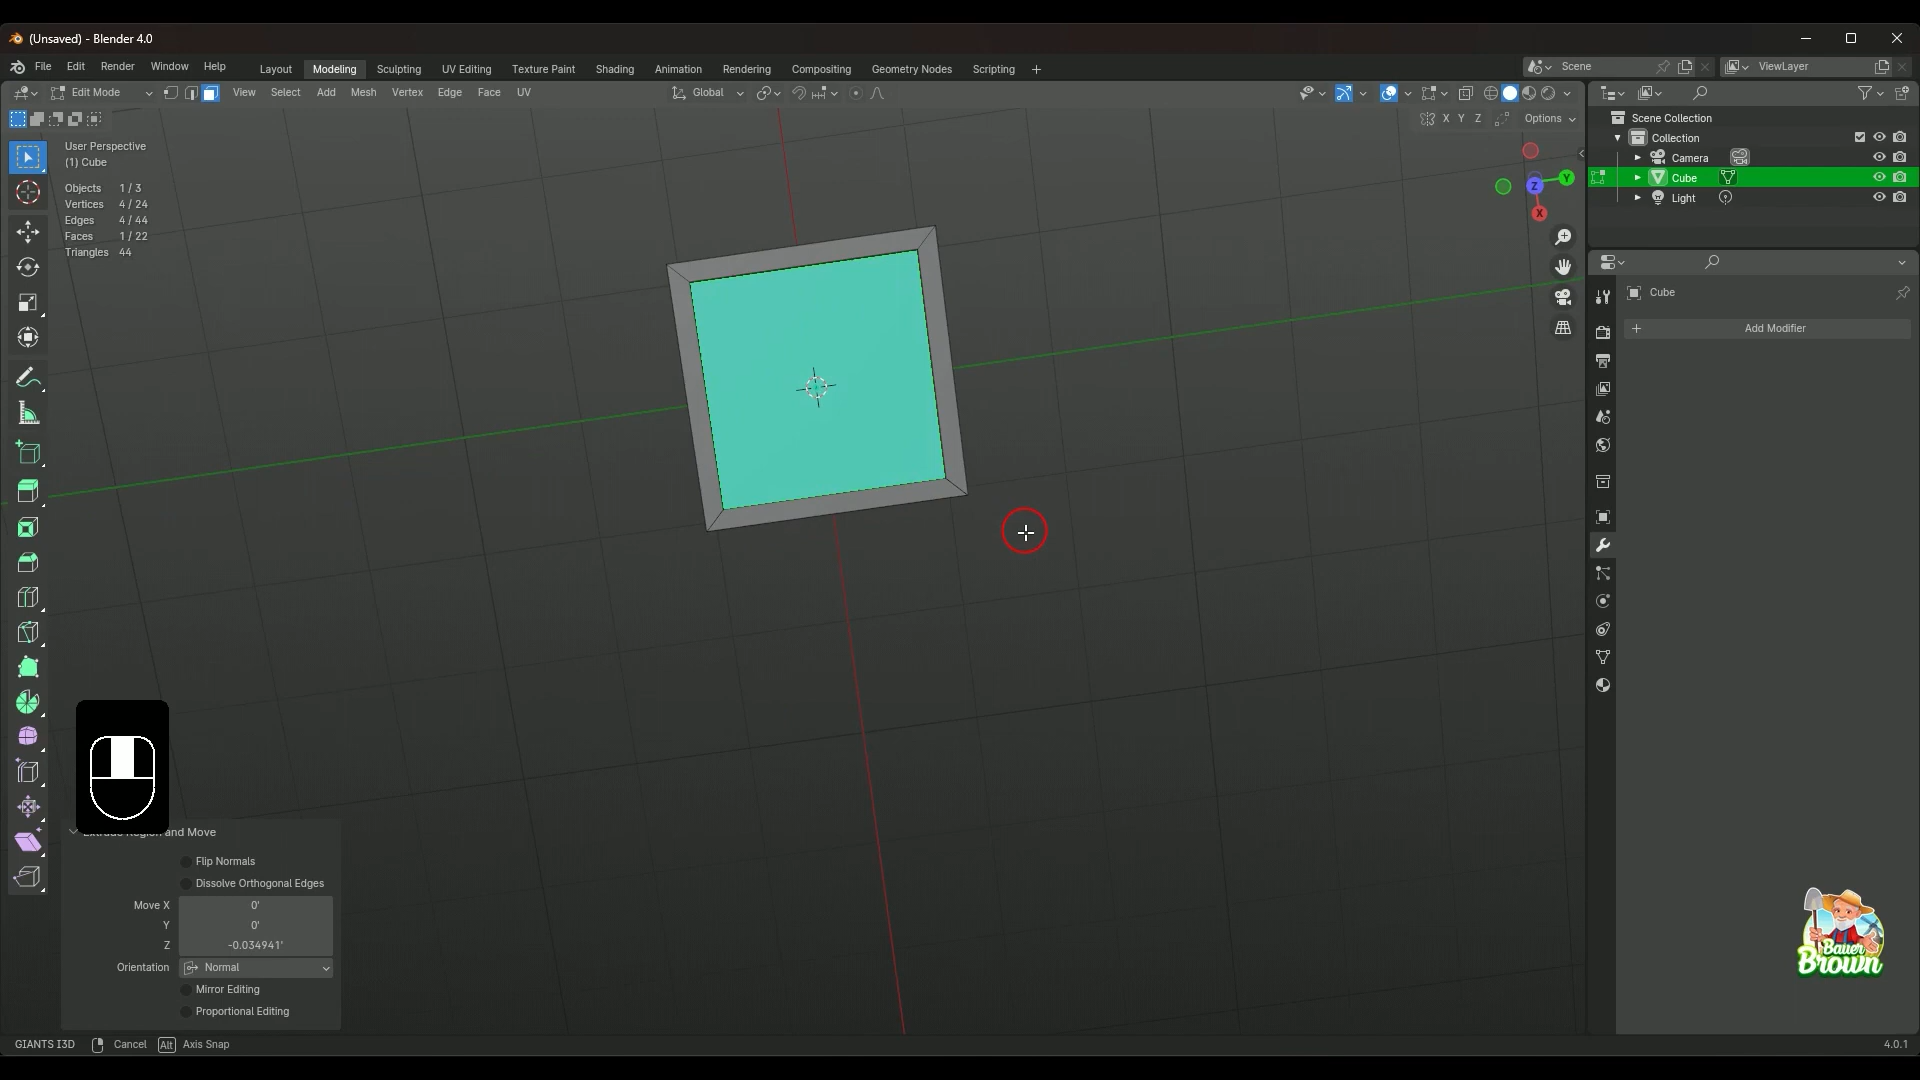 (Unsaved) - Blender 4.0
File Edit Render Window Help Layout Modeling Sculpting UV Editing Texture Paint Shading Animation Rendering Compositing Geometry Nodes Scripting + Scene ViewLayer
Edit Mode View Select Add Mesh Vertex Edge Face UV Global
X Y Z Options
User Perspective
(1) Cube
Objects 1 / 3
Vertices 4 / 24
Edges 4 / 44
Faces 1 / 22
Triangles 44
Y
Z
X
Scene Collection
Collection
Camera
Cube
Light
Cube
+ Add Modifier
Extrude Region and Move
Flip Normals
Dissolve Orthogonal Edges
Move X 0'
Y 0'
Z -0.034941'
Orientation Normal
Mirror Editing
Proportional Editing
Bauer
Brown
GIANTS I3D Cancel Alt Axis Snap 4.0.1